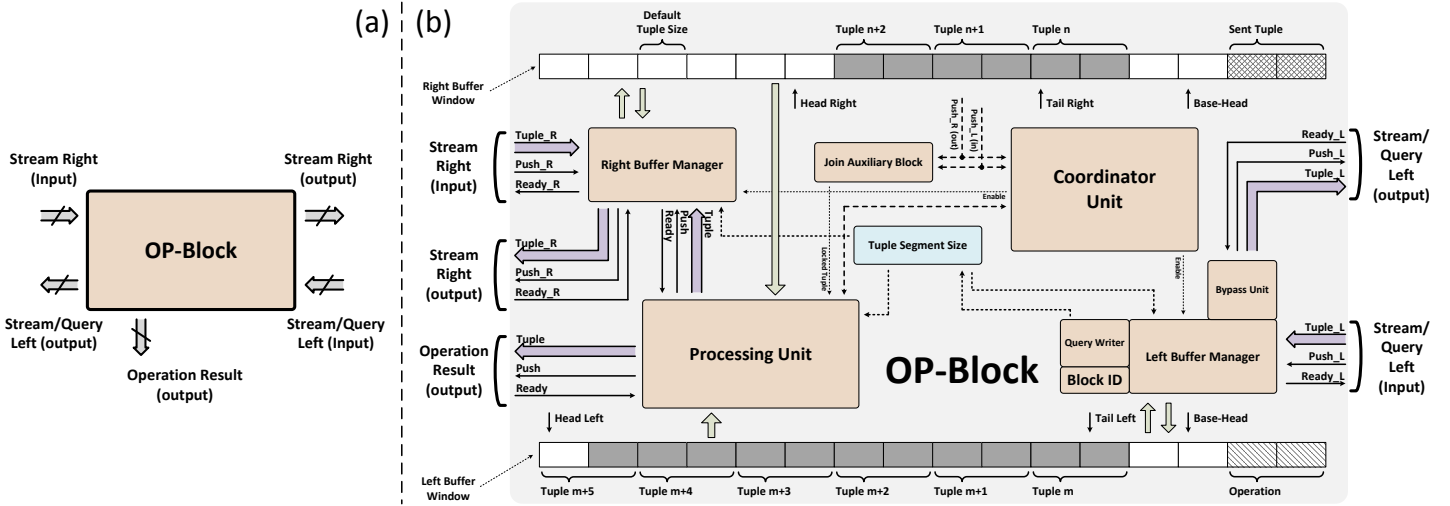 (a)
(b)
Stream Right
(Input)
Stream Right
(output)
OP-Block
Stream/Query
Left (output)
Stream/Query
Left (Input)
Operation Result
(output)
Default
Tuple Size
Tuple n+2
Tuple n+1
Tuple n
Sent Tuple
Right Buffer
Window
Head Right
Tail Right
Base-Head
Push_R (out)
Push_L (in)
Stream
Right
(Input)
Tuple_R
Push_R
Ready_R
Right Buffer Manager
Join Auxiliary Block
Coordinator
Unit
Ready_L
Push_L
Tuple_L
Stream/
Query
Left
(output)
Enable
Ready
Push
Tuple
Stream
Right
(output)
Tuple_R
Push_R
Ready_R
Locked Tuple
Tuple Segment Size
Enable
Bypass Unit
Operation
Result
(output)
Tuple
Push
Ready
Processing Unit
OP-Block
Query Writer
Block ID
Left Buffer Manager
Tuple_L
Push_L
Ready_L
Stream/
Query
Left
(Input)
Head Left
Tail Left
Base-Head
Left Buffer
Window
Tuple m+5
Tuple m+4
Tuple m+3
Tuple m+2
Tuple m+1
Tuple m
Operation